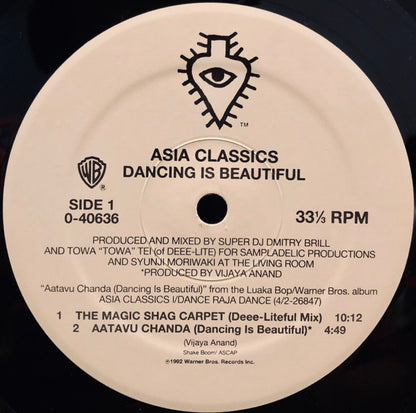 TM
ASIA CLASSICS
DANCING IS BEAUTIFUL
WB
®
SIDE 1
0-40636
33⅓ RPM
PRODUCED AND MIXED BY SUPER DJ DMITRY BRILL
AND TOWA "TOWA" TEI (of DEEE-LITE) FOR SAMPLADELIC PRODUCTIONS
AND SYUNJI MORIWAKI AT THE LIVING ROOM
*PRODUCED BY VIJAYA ANAND
"Aatavu Chanda (Dancing Is Beautiful)" from the Luaka Bop/Warner Bros. album
ASIA CLASSICS I/DANCE RAJA DANCE (4/2-26847)
1 THE MAGIC SHAG CARPET (Deee-Liteful Mix) 10:12
2 AATAVU CHANDA (Dancing Is Beautiful)* 4:49
(Vijaya Anand)
Shake Boom/ ASCAP
℗1992 Warner Bros. Records Inc.